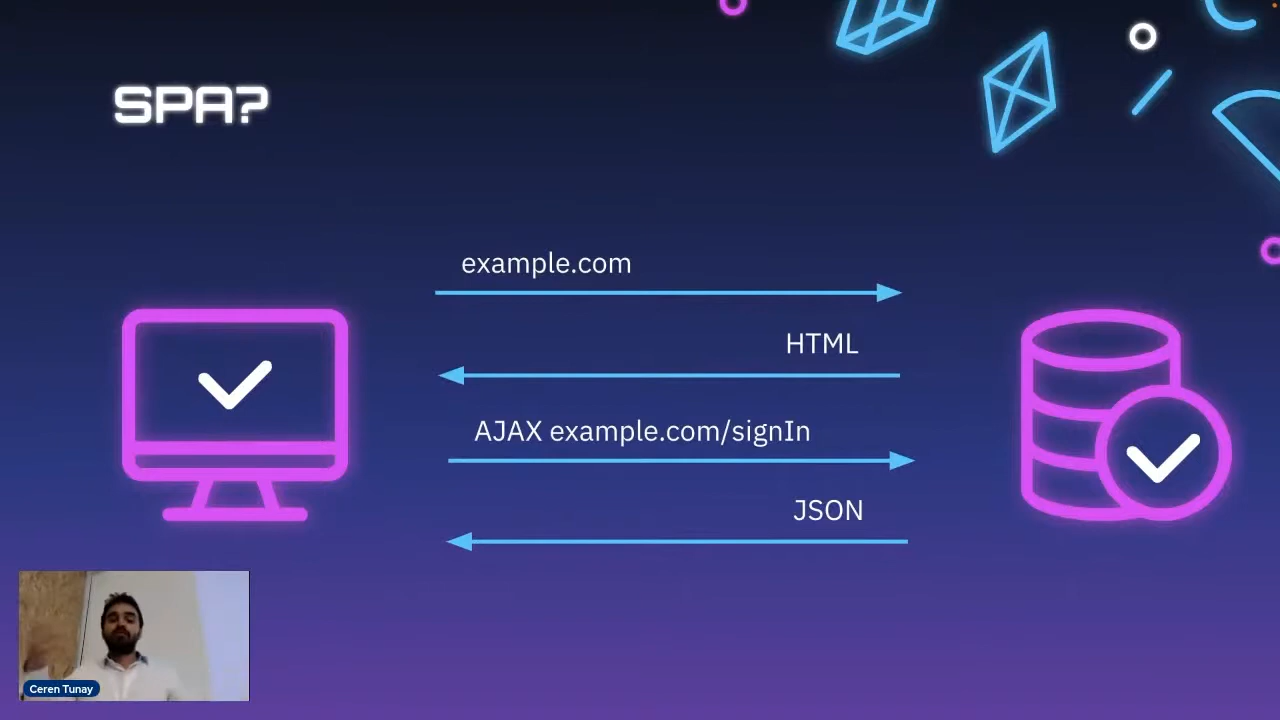 SPA?
example.com
HTML
AJAX example.com/signIn
JSON
Ceren Tunay